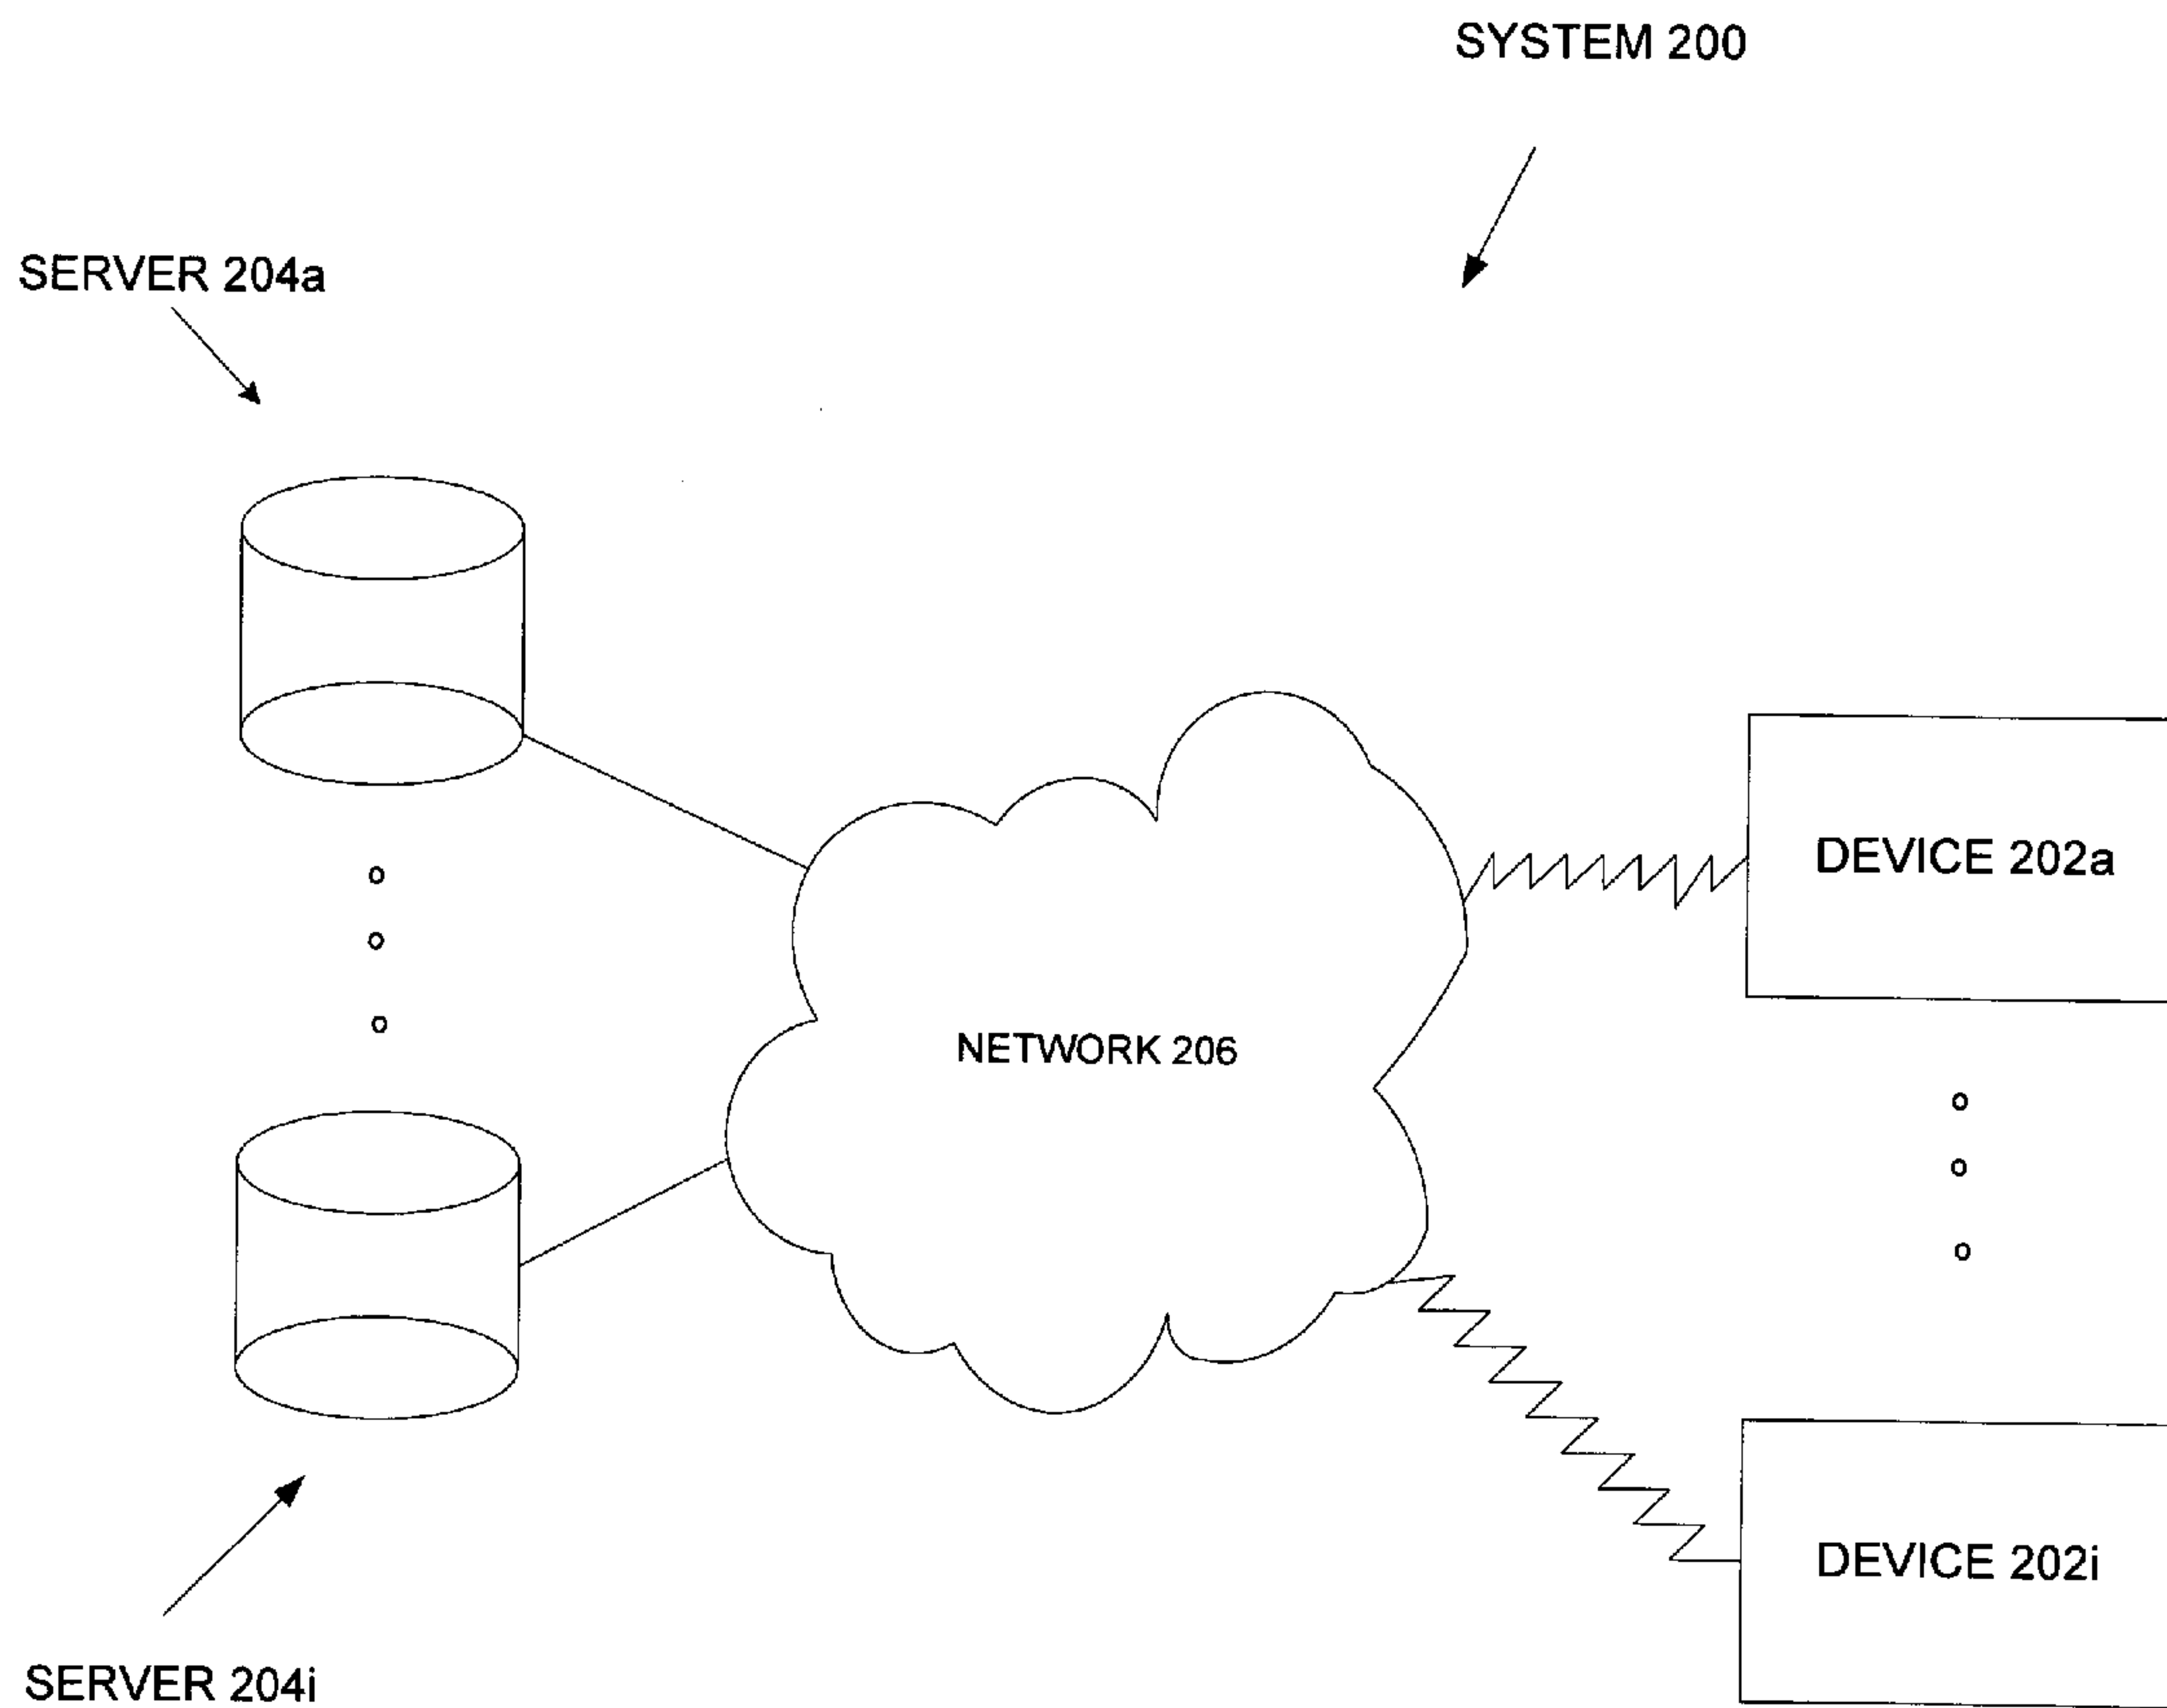 SYSTEM 200
SERVER 204a
DEVICE 202a
NETWORK 206
DEVICE 202i
SERVER 204i